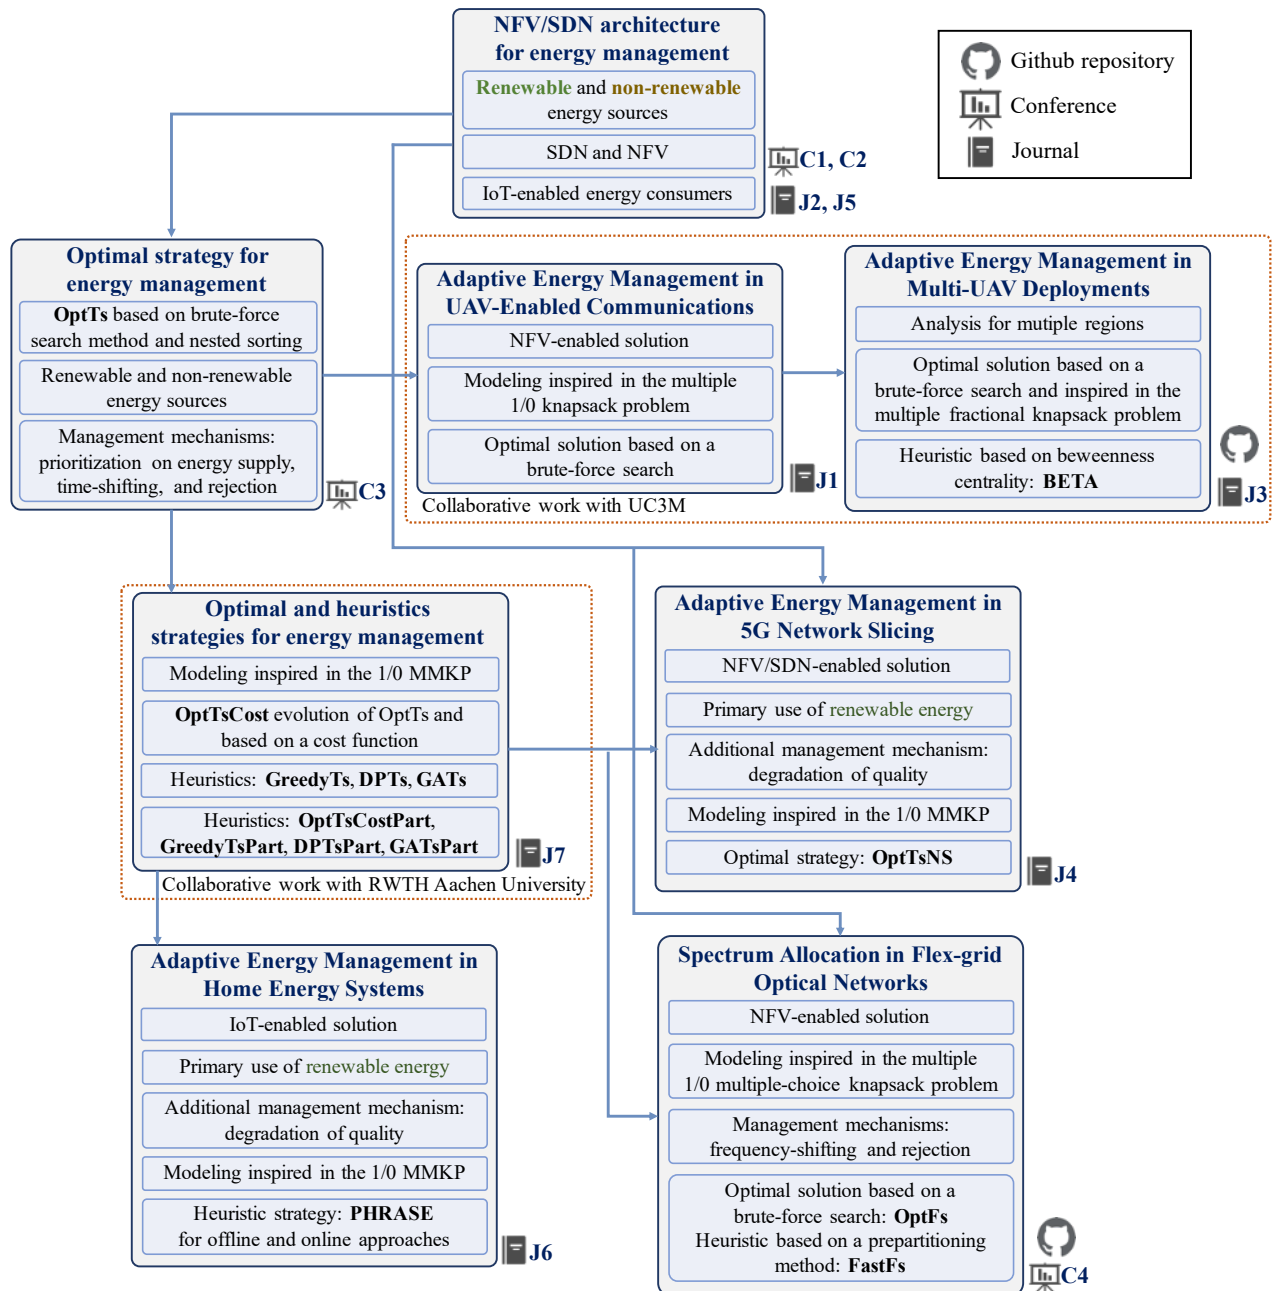 NFV/SDN architecture
for energy management
Renewable and non-renewable
energy sources
SDN and NFV
IoT-enabled energy consumers
C1, C2
J2, J5
Github repository
Conference
Journal
Optimal strategy for
energy management
OptTs based on brute-force
search method and nested sorting
Renewable and non-renewable
energy sources
Management mechanisms:
prioritization on energy supply,
time-shifting, and rejection
C3
Adaptive Energy Management in
UAV-Enabled Communications
NFV-enabled solution
Modeling inspired in the multiple
1/0 knapsack problem
Optimal solution based on a
brute-force search
J1
Collaborative work with UC3M
Adaptive Energy Management in
Multi-UAV Deployments
Analysis for mutiple regions
Optimal solution based on a
brute-force search and inspired in the
multiple fractional knapsack problem
Heuristic based on beweenness
centrality: BETA
J3
Optimal and heuristics
strategies for energy management
Modeling inspired in the 1/0 MMKP
OptTsCost evolution of OptTs and
based on a cost function
Heuristics: GreedyTs, DPTs, GATs
Heuristics: OptTsCostPart,
GreedyTsPart, DPTsPart, GATsPart
J7
Collaborative work with RWTH Aachen University
Adaptive Energy Management in
5G Network Slicing
NFV/SDN-enabled solution
Primary use of renewable energy
Additional management mechanism:
degradation of quality
Modeling inspired in the 1/0 MMKP
Optimal strategy: OptTsNS
J4
Adaptive Energy Management in
Home Energy Systems
IoT-enabled solution
Primary use of renewable energy
Additional management mechanism:
degradation of quality
Modeling inspired in the 1/0 MMKP
Heuristic strategy: PHRASE
for offline and online approaches
J6
Spectrum Allocation in Flex-grid
Optical Networks
NFV-enabled solution
Modeling inspired in the multiple
1/0 multiple-choice knapsack problem
Management mechanisms:
frequency-shifting and rejection
Optimal solution based on a
brute-force search: OptFs
Heuristic based on a prepartitioning
method: FastFs
C4